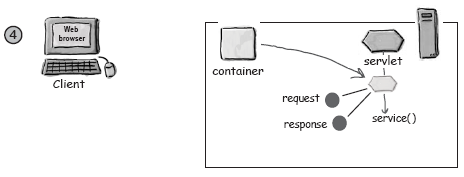 4
Web
browser
Client
container
servlet
request
response
service()